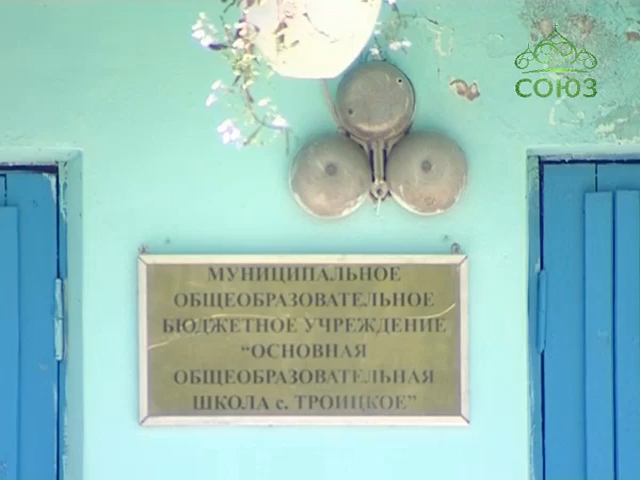 СОЮЗ
МУНИЦИПАЛЬНОЕ
ОБЩЕОБРАЗОВАТЕЛЬНОЕ
БЮДЖЕТНОЕ УЧРЕЖДЕНИЕ
“ОСНОВНАЯ
ОБЩЕОБРАЗОВАТЕЛЬНАЯ
ШКОЛА с. ТРОИЦКОЕ”